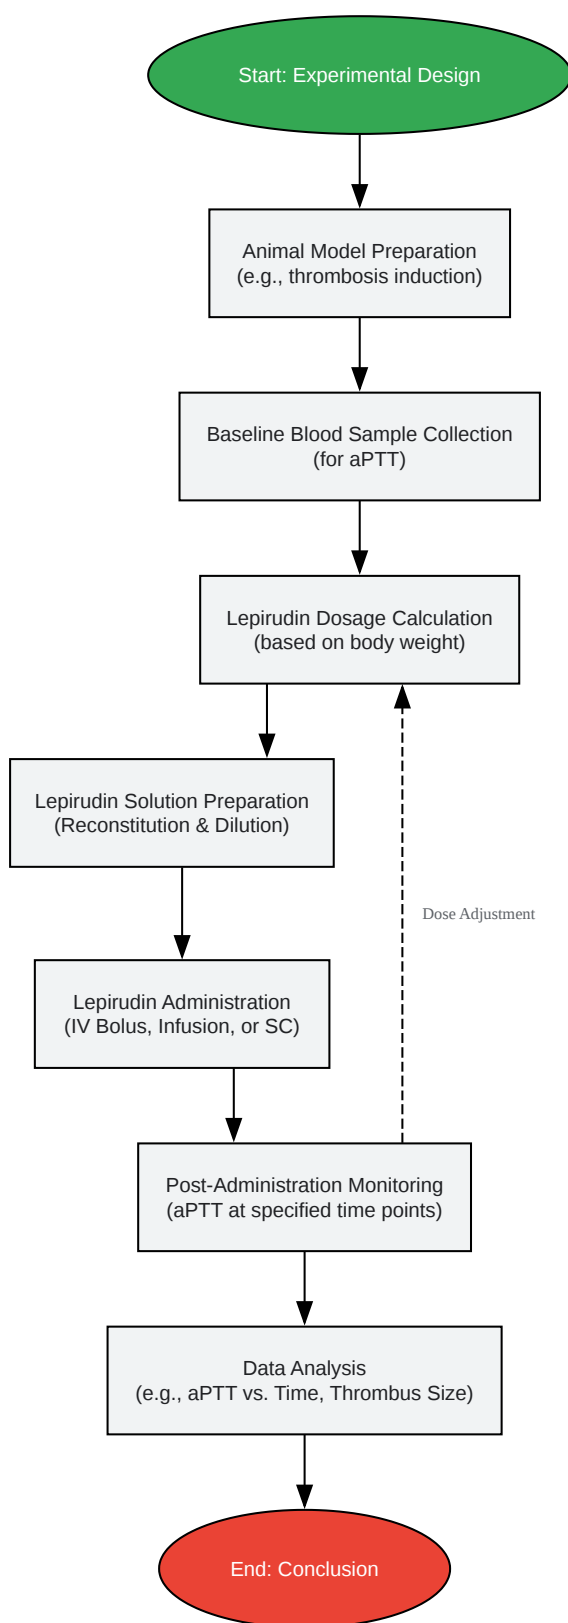 Start: Experimental Design
Animal Model Preparation
(e.g., thrombosis induction)
Baseline Blood Sample Collection
(for aPTT)
Lepirudin Dosage Calculation
(based on body weight)
Lepirudin Solution Preparation
(Reconstitution & Dilution)
Dose Adjustment
Lepirudin Administration
(IV Bolus, Infusion, or SC)
Post-Administration Monitoring
(aPTT at specified time points)
Data Analysis
(e.g., aPTT vs. Time, Thrombus Size)
End: Conclusion